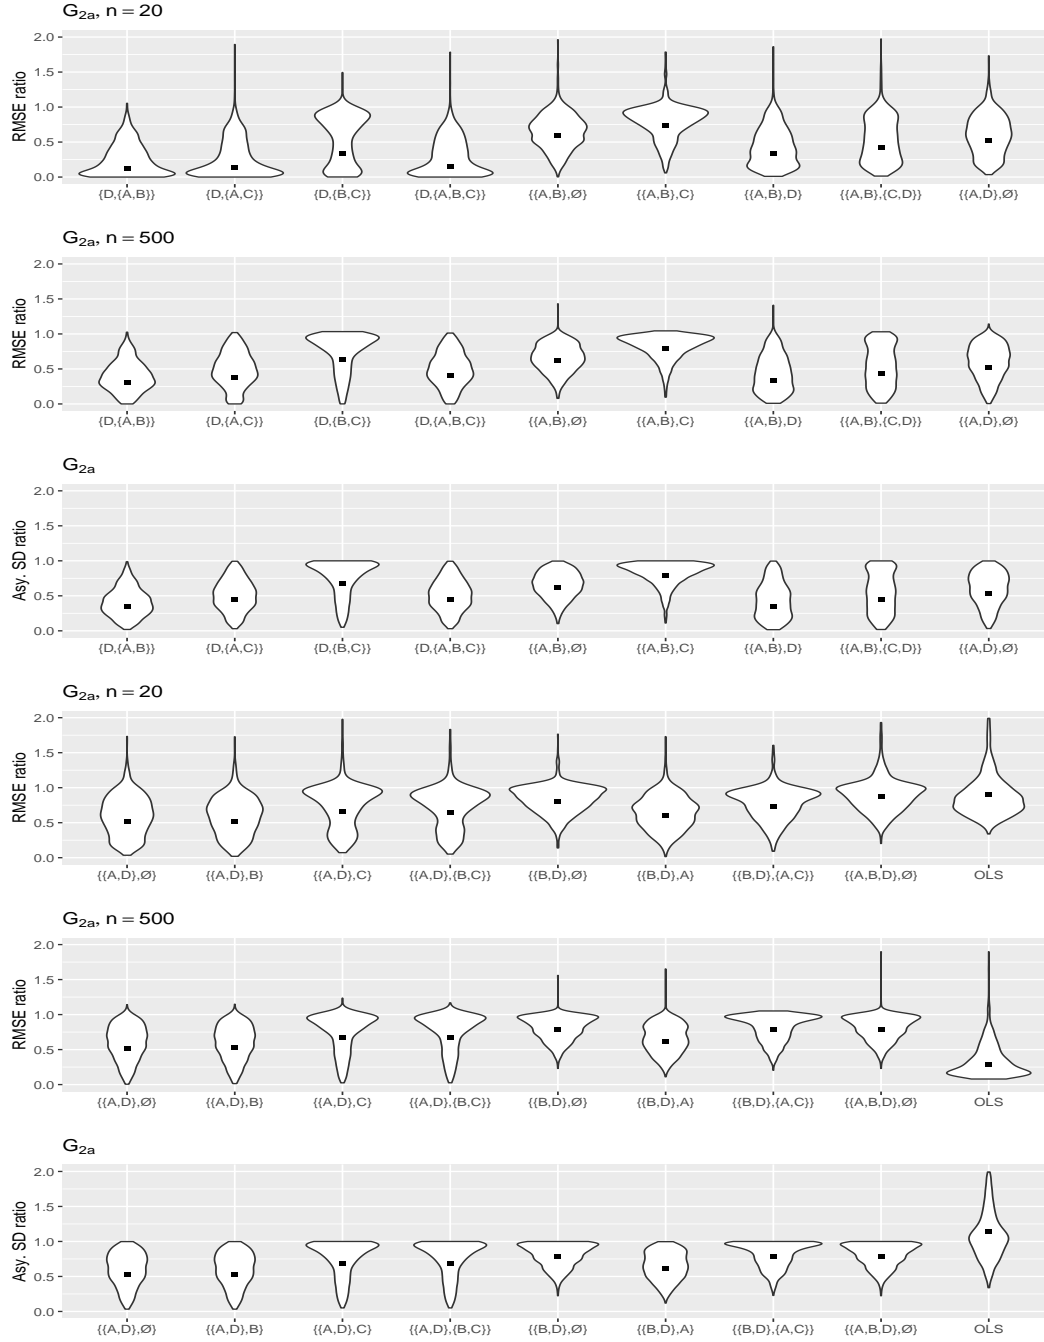 G2a, n = 20
2.0
1.5
1.0
0.5
0.0
RMSE ratio
{D,{A,B}} {D,{A,C}} {D,{B,C}} {D,{A,B,C}} {{A,B},Ø} {{A,B},C} {{A,B},D} {{A,B},{C,D}} {{A,D},Ø}
G2a, n = 500
2.0
1.5
1.0
0.5
0.0
RMSE ratio
{D,{A,B}} {D,{A,C}} {D,{B,C}} {D,{A,B,C}} {{A,B},Ø} {{A,B},C} {{A,B},D} {{A,B},{C,D}} {{A,D},Ø}
G2a
2.0
1.5
1.0
0.5
0.0
Asy. SD ratio
{D,{A,B}} {D,{A,C}} {D,{B,C}} {D,{A,B,C}} {{A,B},Ø} {{A,B},C} {{A,B},D} {{A,B},{C,D}} {{A,D},Ø}
G2a, n = 20
2.0
1.5
1.0
0.5
0.0
RMSE ratio
{{A,D},Ø} {{A,D},B} {{A,D},C} {{A,D},{B,C}} {{B,D},Ø} {{B,D},A} {{B,D},{A,C}} {{A,B,D},Ø} OLS
G2a, n = 500
2.0
1.5
1.0
0.5
0.0
RMSE ratio
{{A,D},Ø} {{A,D},B} {{A,D},C} {{A,D},{B,C}} {{B,D},Ø} {{B,D},A} {{B,D},{A,C}} {{A,B,D},Ø} OLS
G2a
2.0
1.5
1.0
0.5
0.0
Asy. SD ratio
{{A,D},Ø} {{A,D},B} {{A,D},C} {{A,D},{B,C}} {{B,D},Ø} {{B,D},A} {{B,D},{A,C}} {{A,B,D},Ø} OLS